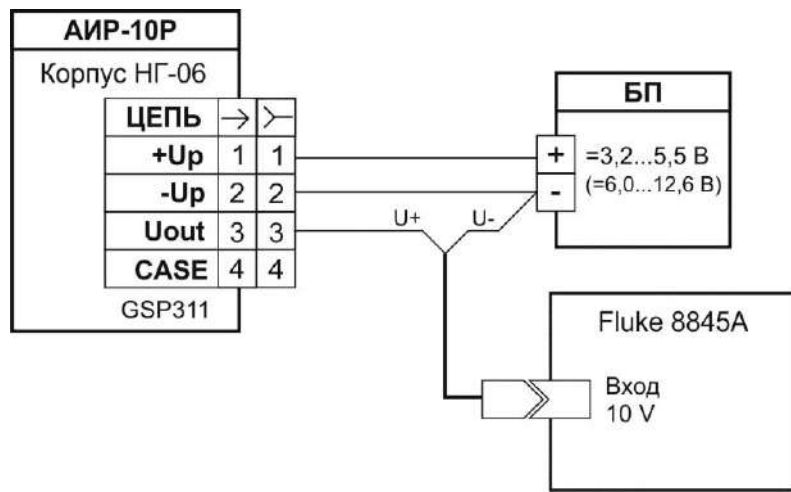 АИР-10Р
Корпус НГ-06
ЦЕПЬ
+Up 1 1
-Up 2 2
Uout 3 3
CASE 4 4
GSP311
БП
+ =3,2...5,5 В
- (=6,0...12,6 В)
U+ U-
Fluke 8845A
Вход
10 V